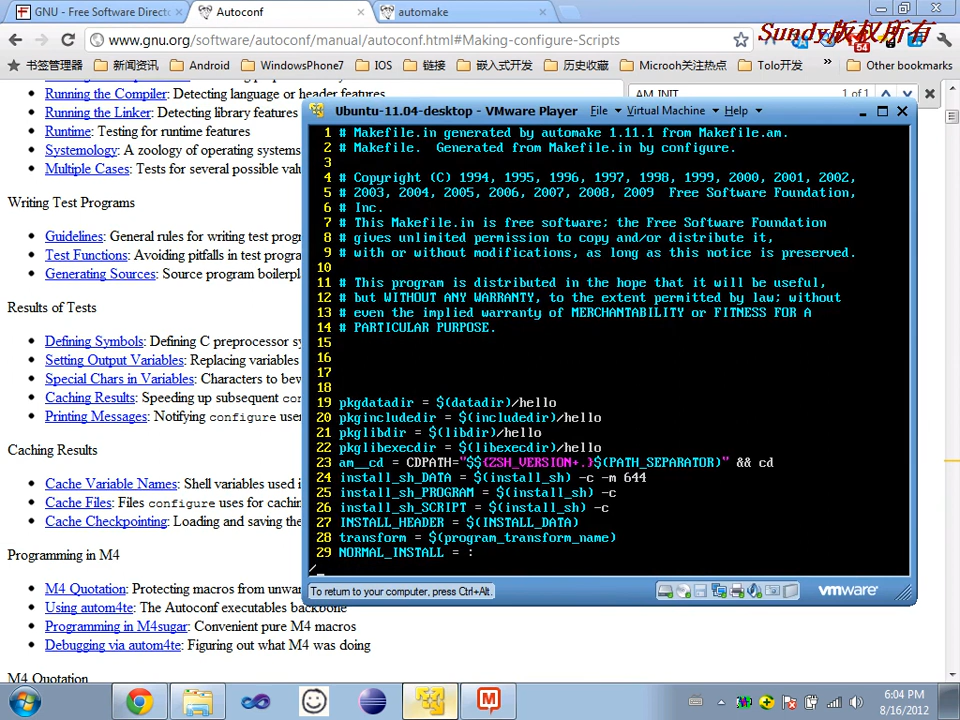 GNU - Free Software Direct
Autoconf
automake
www.gnu.org/software/autoconf/manual/autoconf.html#Making-configure-Scripts
Sundy版权所有
书签管理器
新闻资讯
Android
WindowsPhone7
IOS
链接
嵌入式开发
历史收藏
Microoh关注热点
Tolo开发
»
Other bookmarks
AM_INIT
1 of 1
Running the Compiler: Detecting language or header features
Running the Linker: Detecting library features
Runtime: Testing for runtime features
Systemology: A zoology of operating systems
Multiple Cases: Tests for several possible valu
Writing Test Programs
Guidelines: General rules for writing test prog
Test Functions: Avoiding pitfalls in test progra
Generating Sources: Source program boilerpla
Results of Tests
Defining Symbols: Defining C preprocessor sy
Setting Output Variables: Replacing variables
Special Chars in Variables: Characters to bew
Caching Results: Speeding up subsequent con
Printing Messages: Notifying configure user
Caching Results
Cache Variable Names: Shell variables used i
Cache Files: Files configure uses for cachin
Cache Checkpointing: Loading and saving the
Programming in M4
M4 Quotation: Protecting macros from unwan
Using autom4te: The Autoconf executables backbone
Programming in M4sugar: Convenient pure M4 macros
Debugging via autom4te: Figuring out what M4 was doing
M4 Quotation
Ubuntu-11.04-desktop - VMware Player
File
Virtual Machine
Help
1 # Makefile.in generated by automake 1.11.1 from Makefile.am.
2 # Makefile.  Generated from Makefile.in by configure.
3
4 # Copyright (C) 1994, 1995, 1996, 1997, 1998, 1999, 2000, 2001, 2002,
5 # 2003, 2004, 2005, 2006, 2007, 2008, 2009  Free Software Foundation,
6 # Inc.
7 # This Makefile.in is free software; the Free Software Foundation
8 # gives unlimited permission to copy and/or distribute it,
9 # with or without modifications, as long as this notice is preserved.
10
11 # This program is distributed in the hope that it will be useful,
12 # but WITHOUT ANY WARRANTY, to the extent permitted by law; without
13 # even the implied warranty of MERCHANTABILITY or FITNESS FOR A
14 # PARTICULAR PURPOSE.
15
16
17
18
19 pkgdatadir = $(datadir)/hello
20 pkgincludedir = $(includedir)/hello
21 pkglibdir = $(libdir)/hello
22 pkglibexecdir = $(libexecdir)/hello
23 am__cd = CDPATH="$${ZSH_VERSION+.}$(PATH_SEPARATOR)" && cd
24 install_sh_DATA = $(install_sh) -c -m 644
25 install_sh_PROGRAM = $(install_sh) -c
26 install_sh_SCRIPT = $(install_sh) -c
27 INSTALL_HEADER = $(INSTALL_DATA)
28 transform = $(program_transform_name)
29 NORMAL_INSTALL = :
/
To return to your computer, press Ctrl+Alt.
vmware
6:04 PM
8/16/2012